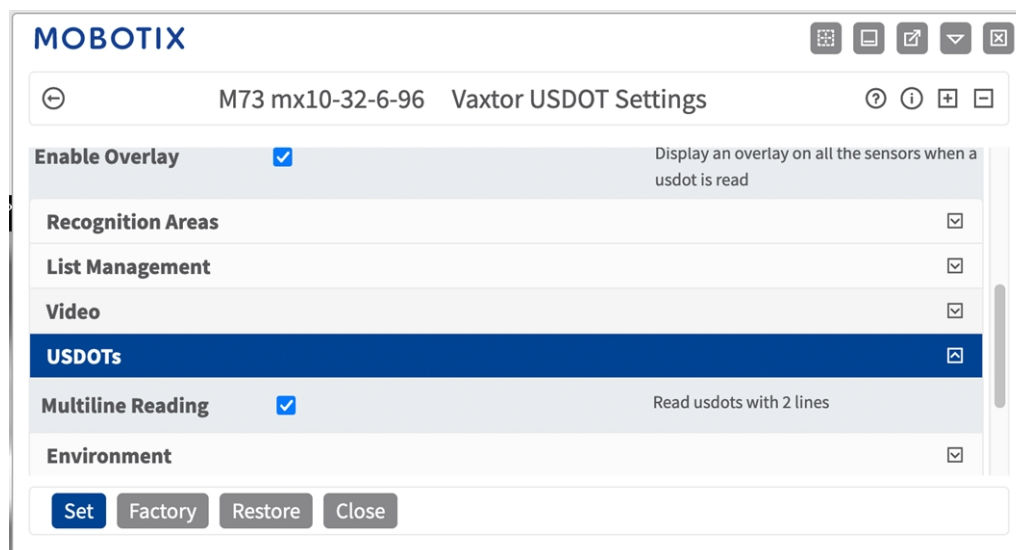 MOBOTIX
M73 mx10-32-6-96 Vaxtor USDOT Settings
Enable Overlay
Display an overlay on all the sensors when a
usdot is read
Recognition Areas
List Management
Video
USDOTs
Multiline Reading
Read usdots with 2 lines
Environment
Set Factory Restore Close